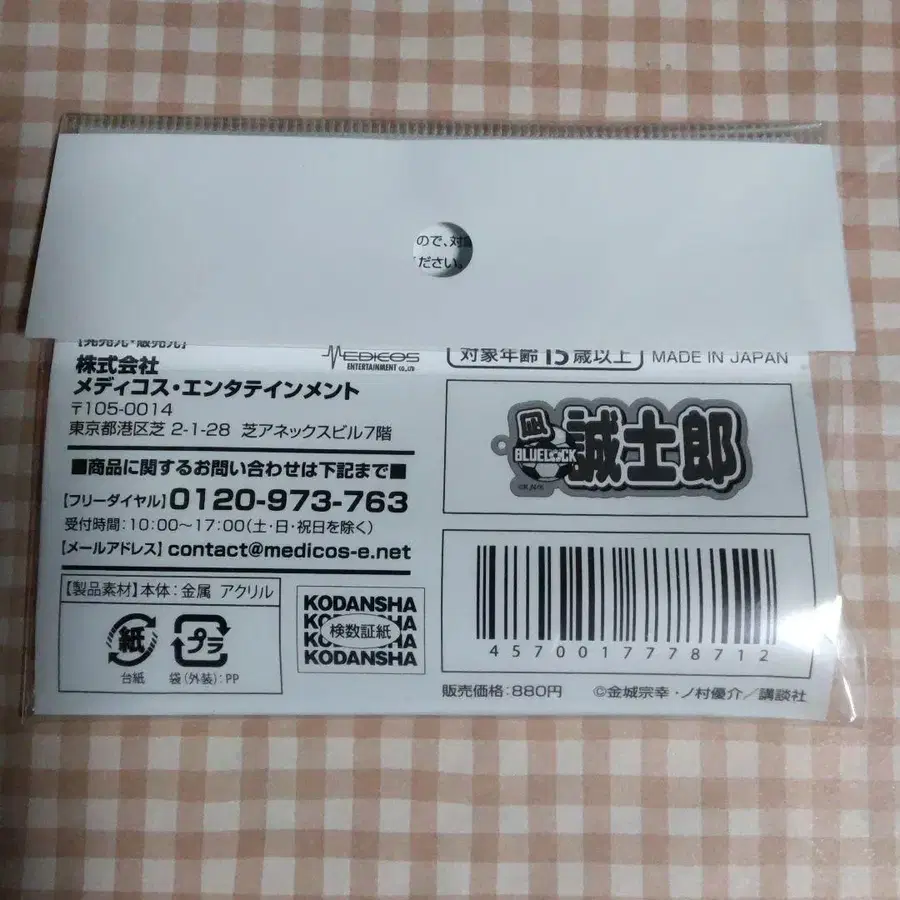 ので、対
ださい。
【発売元・販売元】
株式会社
メディコス・エンタテインメント
〒105-0014
東京都港区芝 2-1-28 芝アネックスビル7階
MEDICOS
ENTERTAINMENT CO.,LTD
■商品に関するお問い合わせは下記まで■
【フリーダイヤル】0120-973-763
受付時間：10:00～17:00（土・日・祝日を除く）
【メールアドレス】contact@medicos-e.net
【製品素材】本体：金属 アクリル
紙
プラ
台紙
袋（外装）：PP
KODANSHA
KODANSHA
検数証紙
KODANSHA
KODANSHA
対象年齢 15歳以上
MADE IN JAPAN
凪
BLUELOCK
誠士郎
4570017778712
販売価格：880円
©金城宗幸・ノ村優介／講談社